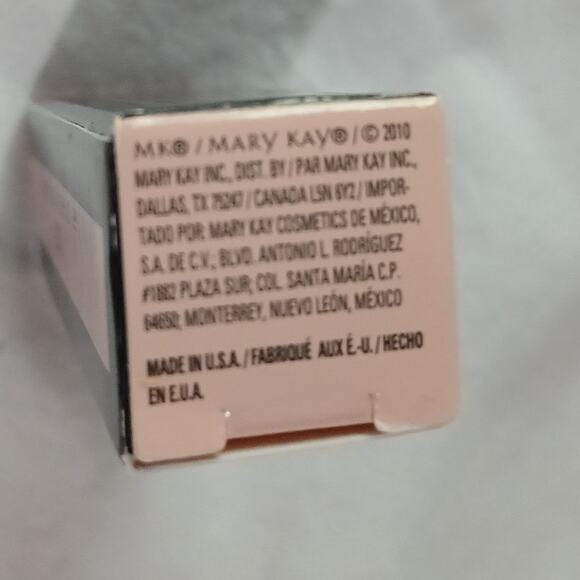 MK® / MARY KAY® / © 2010
MARY KAY INC., DIST. BY / PAR MARY KAY INC.,
DALLAS, TX 75247 / CANADA L5N 6Y2 / IMPOR-
TADO POR: MARY KAY COSMETICS DE MÉXICO,
S.A. DE C.V.; BLVD. ANTONIO L. RODRÍGUEZ
#1882 PLAZA SUR; COL. SANTA MARÍA C.P.
64650; MONTERREY, NUEVO LEÓN, MÉXICO
MADE IN U.S.A. / FABRIQUÉ AUX É.-U. / HECHO
EN E.U.A.